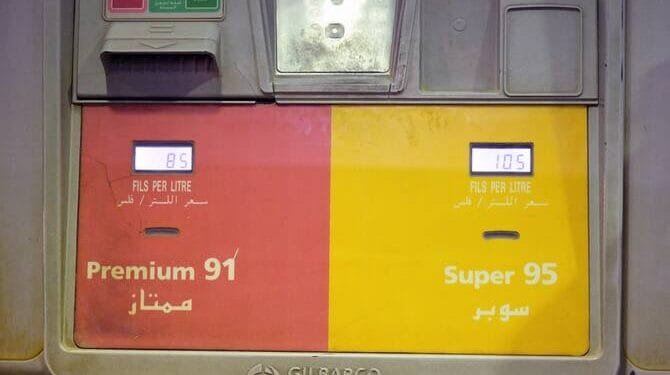 85
FILS PER LITRE
سعر اللتر / فلس
Premium 91
ممتاز
105
FILS PER LITRE
سعر اللتر / فلس
Super 95
سوبر
GILBARCO